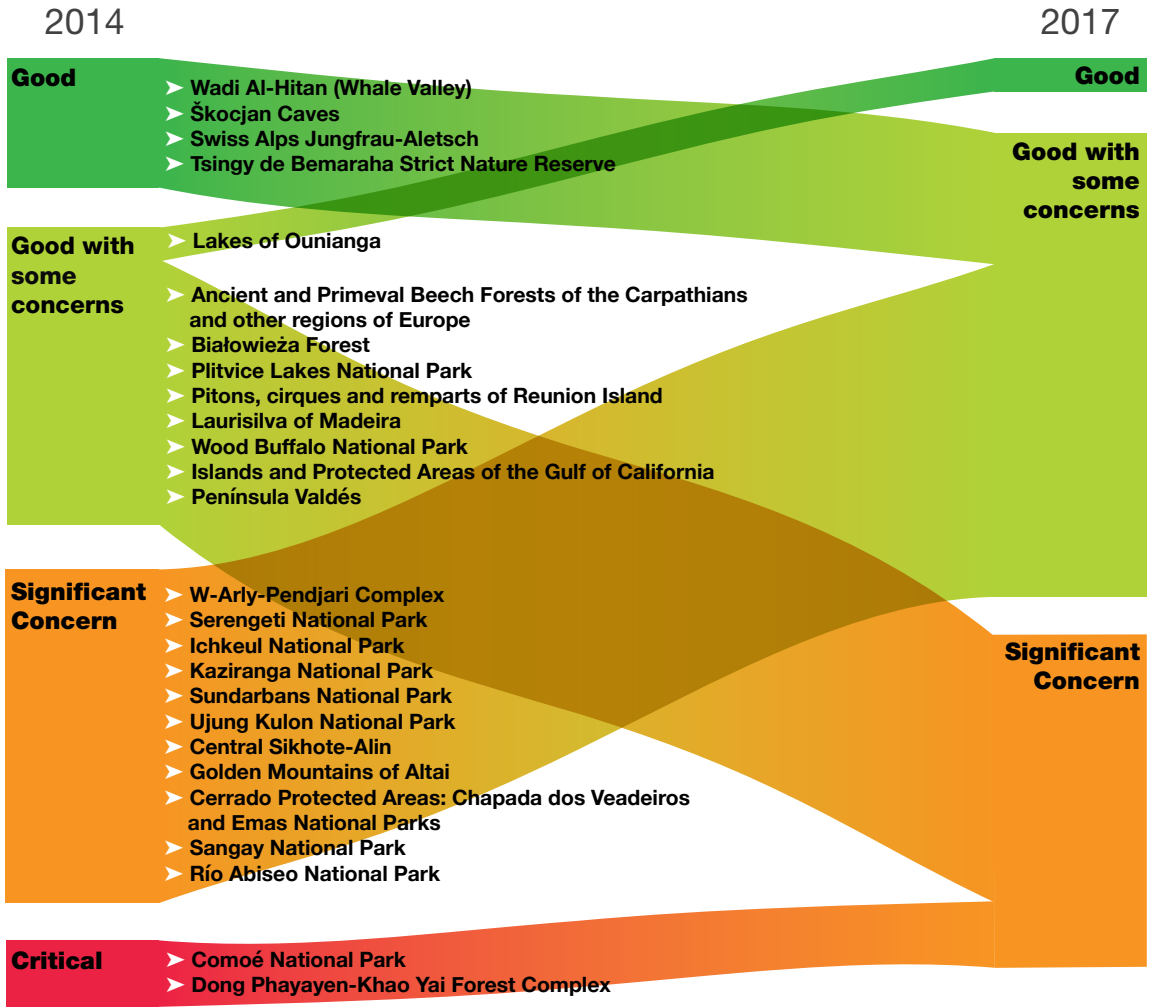 2014
2017
Good
➤ Wadi Al-Hitan (Whale Valley)
➤ Škocjan Caves
➤ Swiss Alps Jungfrau-Aletsch
➤ Tsingy de Bemaraha Strict Nature Reserve
Good with
some
concerns
➤ Lakes of Ounianga
➤ Ancient and Primeval Beech Forests of the Carpathians
and other regions of Europe
➤ Białowieża Forest
➤ Plitvice Lakes National Park
➤ Pitons, cirques and remparts of Reunion Island
➤ Laurisilva of Madeira
➤ Wood Buffalo National Park
➤ Islands and Protected Areas of the Gulf of California
➤ Península Valdés
Significant
Concern
➤ W-Arly-Pendjari Complex
➤ Serengeti National Park
➤ Ichkeul National Park
➤ Kaziranga National Park
➤ Sundarbans National Park
➤ Ujung Kulon National Park
➤ Central Sikhote-Alin
➤ Golden Mountains of Altai
➤ Cerrado Protected Areas: Chapada dos Veadeiros
and Emas National Parks
➤ Sangay National Park
➤ Río Abiseo National Park
Critical
➤ Comoé National Park
➤ Dong Phayayen-Khao Yai Forest Complex
Good
Good with
some
concerns
Significant
Concern